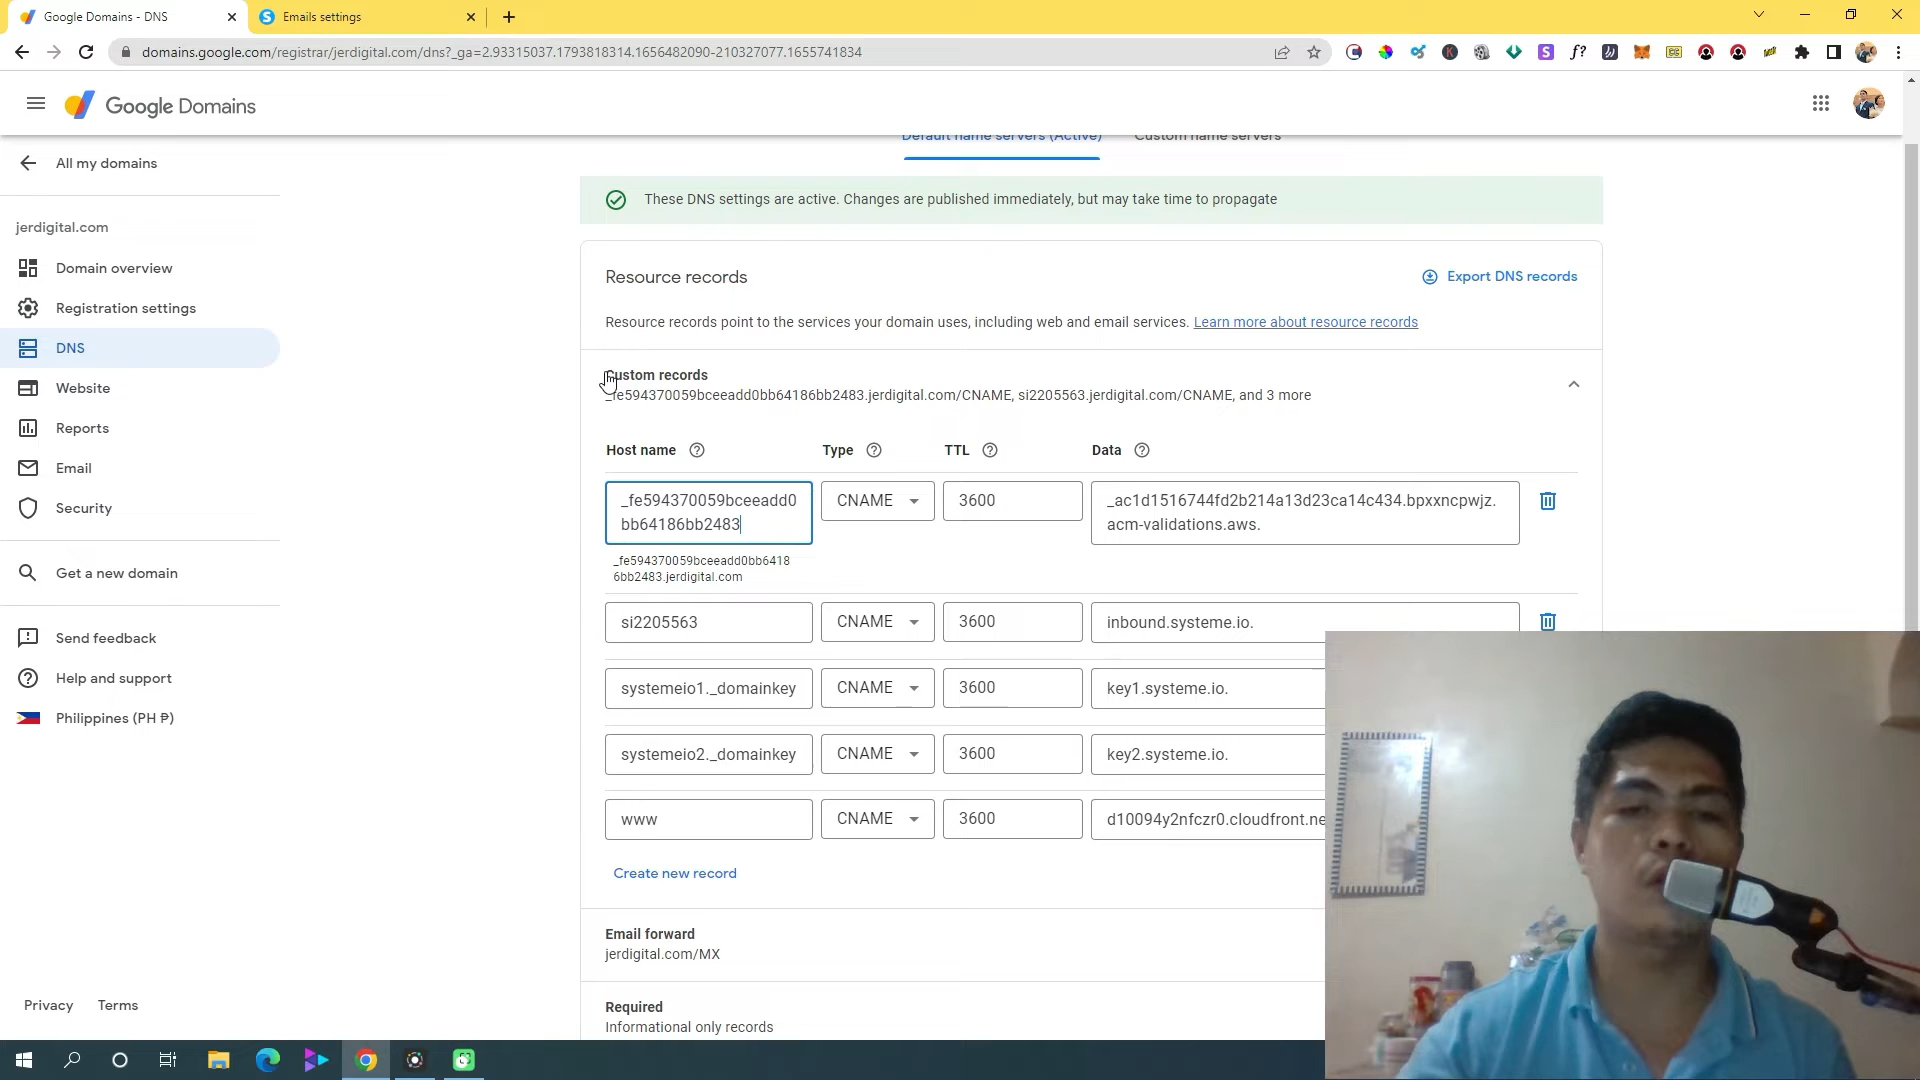 Google Domains - DNS
Emails settings
domains.google.com/registrar/jerdigital.com/dns?_ga=2.93315037.1793818314.1656482090-210327077.1655741834
Google Domains
Default name servers (Active)
Custom name servers
All my domains
These DNS settings are active. Changes are published immediately, but may take time to propagate
jerdigital.com
Domain overview
Registration settings
DNS
Website
Reports
Email
Security
Get a new domain
Send feedback
Help and support
Philippines (PH ₱)
Privacy
Terms
Resource records
Export DNS records
Resource records point to the services your domain uses, including web and email services. Learn more about resource records
Custom records
_fe594370059bceeadd0bb64186bb2483.jerdigital.com/CNAME, si2205563.jerdigital.com/CNAME, and 3 more
Host name Type TTL Data
_fe594370059bceeadd0
bb64186bb2483
CNAME
3600
_ac1d1516744fd2b214a13d23ca14c434.bpxxncpwjz.
acm-validations.aws.
_fe594370059bceeadd0bb6418
6bb2483.jerdigital.com
si2205563 CNAME 3600 inbound.systeme.io.
systemeio1._domainkey CNAME 3600 key1.systeme.io.
systemeio2._domainkey CNAME 3600 key2.systeme.io.
www CNAME 3600 d10094y2nfczr0.cloudfront.ne
Create new record
Email forward
jerdigital.com/MX
Required
Informational only records